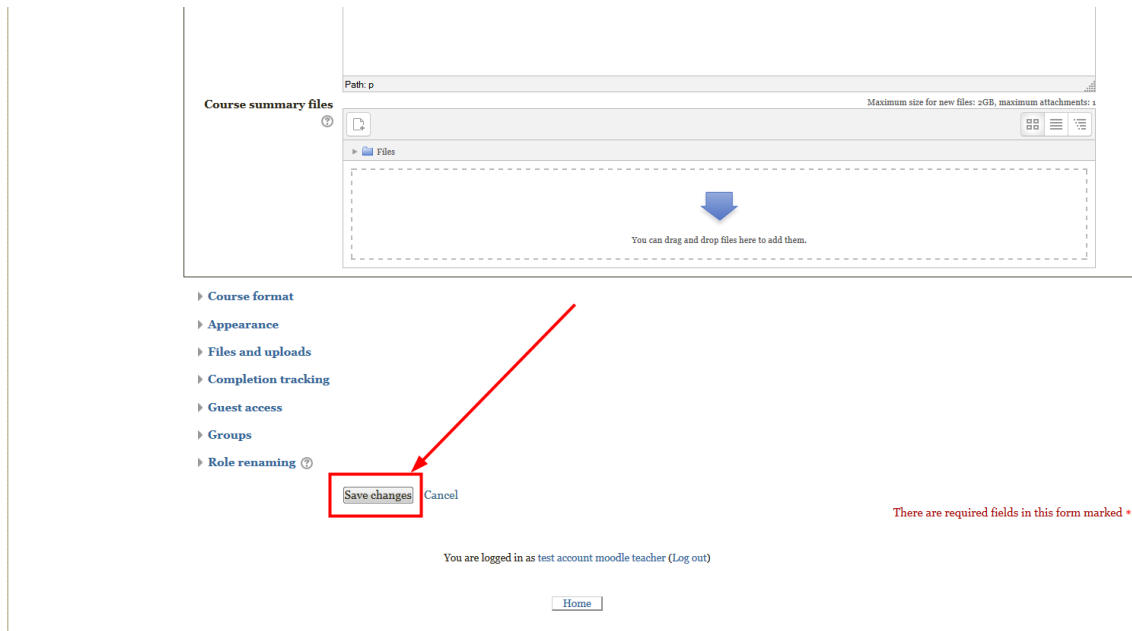 Path: p
Course summary files
Maximum size for new files: 2GB, maximum attachments: 1
Files
You can drag and drop files here to add them.
Course format
Appearance
Files and uploads
Completion tracking
Guest access
Groups
Role renaming
Save changes Cancel
There are required fields in this form marked *
You are logged in as test account moodle teacher (Log out)
Home